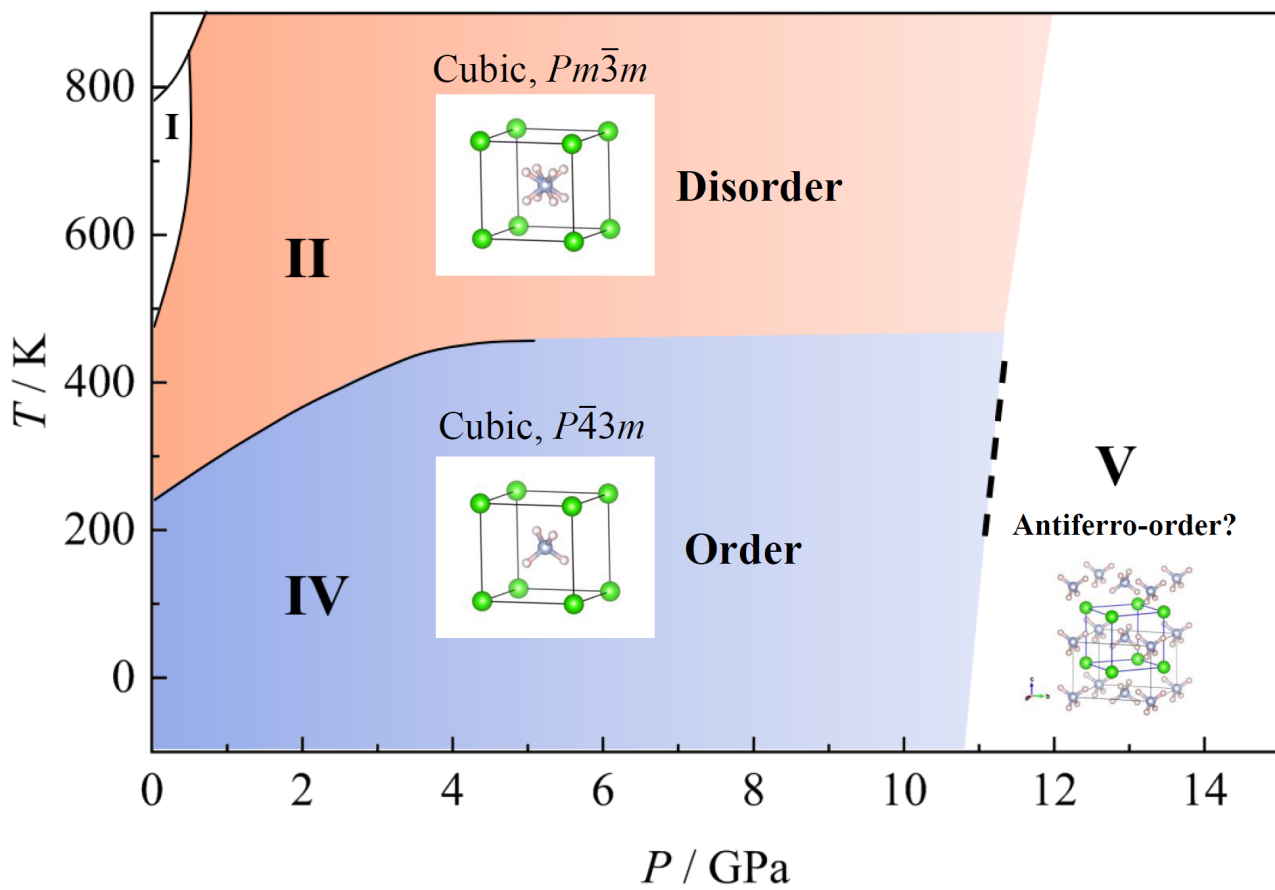 Cubic, Pm3̅m
800
I
Disorder
600
II
T / K
400
Cubic, P4̅3m
V
Antiferro-order?
200
Order
IV
c
b
0
0 2 4 6 8 10 12 14
P / GPa